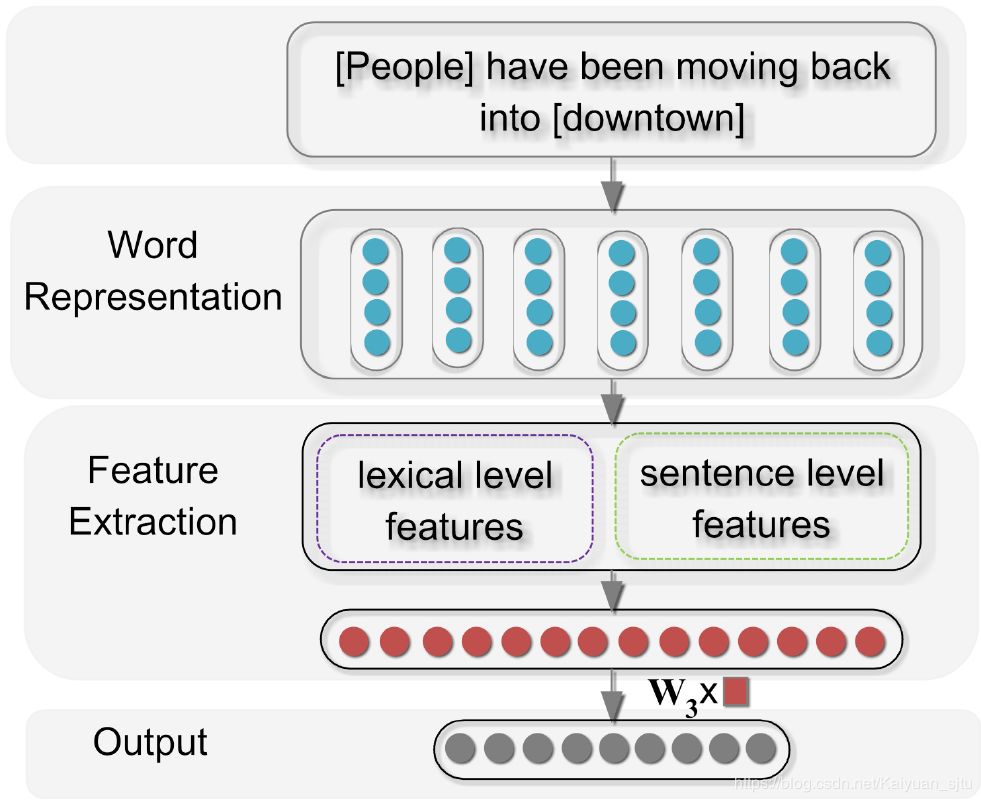 [People] have been moving back
into [downtown]
Word
Representation
Feature
Extraction
lexical level
features
sentence level
features
W3x
Output
https://blog.csdn.net/Kaiyuan_sjtu